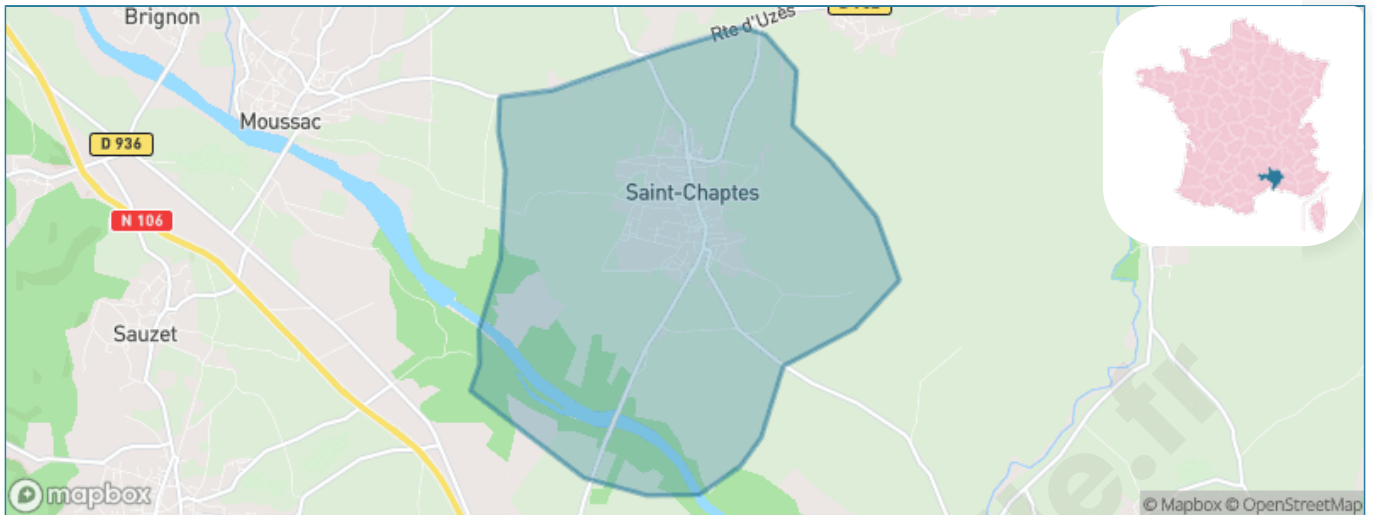 Brignon
Rte d'Uzès
Moussac
D 936
Saint-Chaptes
N 106
Sauzet
mapbox
© Mapbox © OpenStreetMap